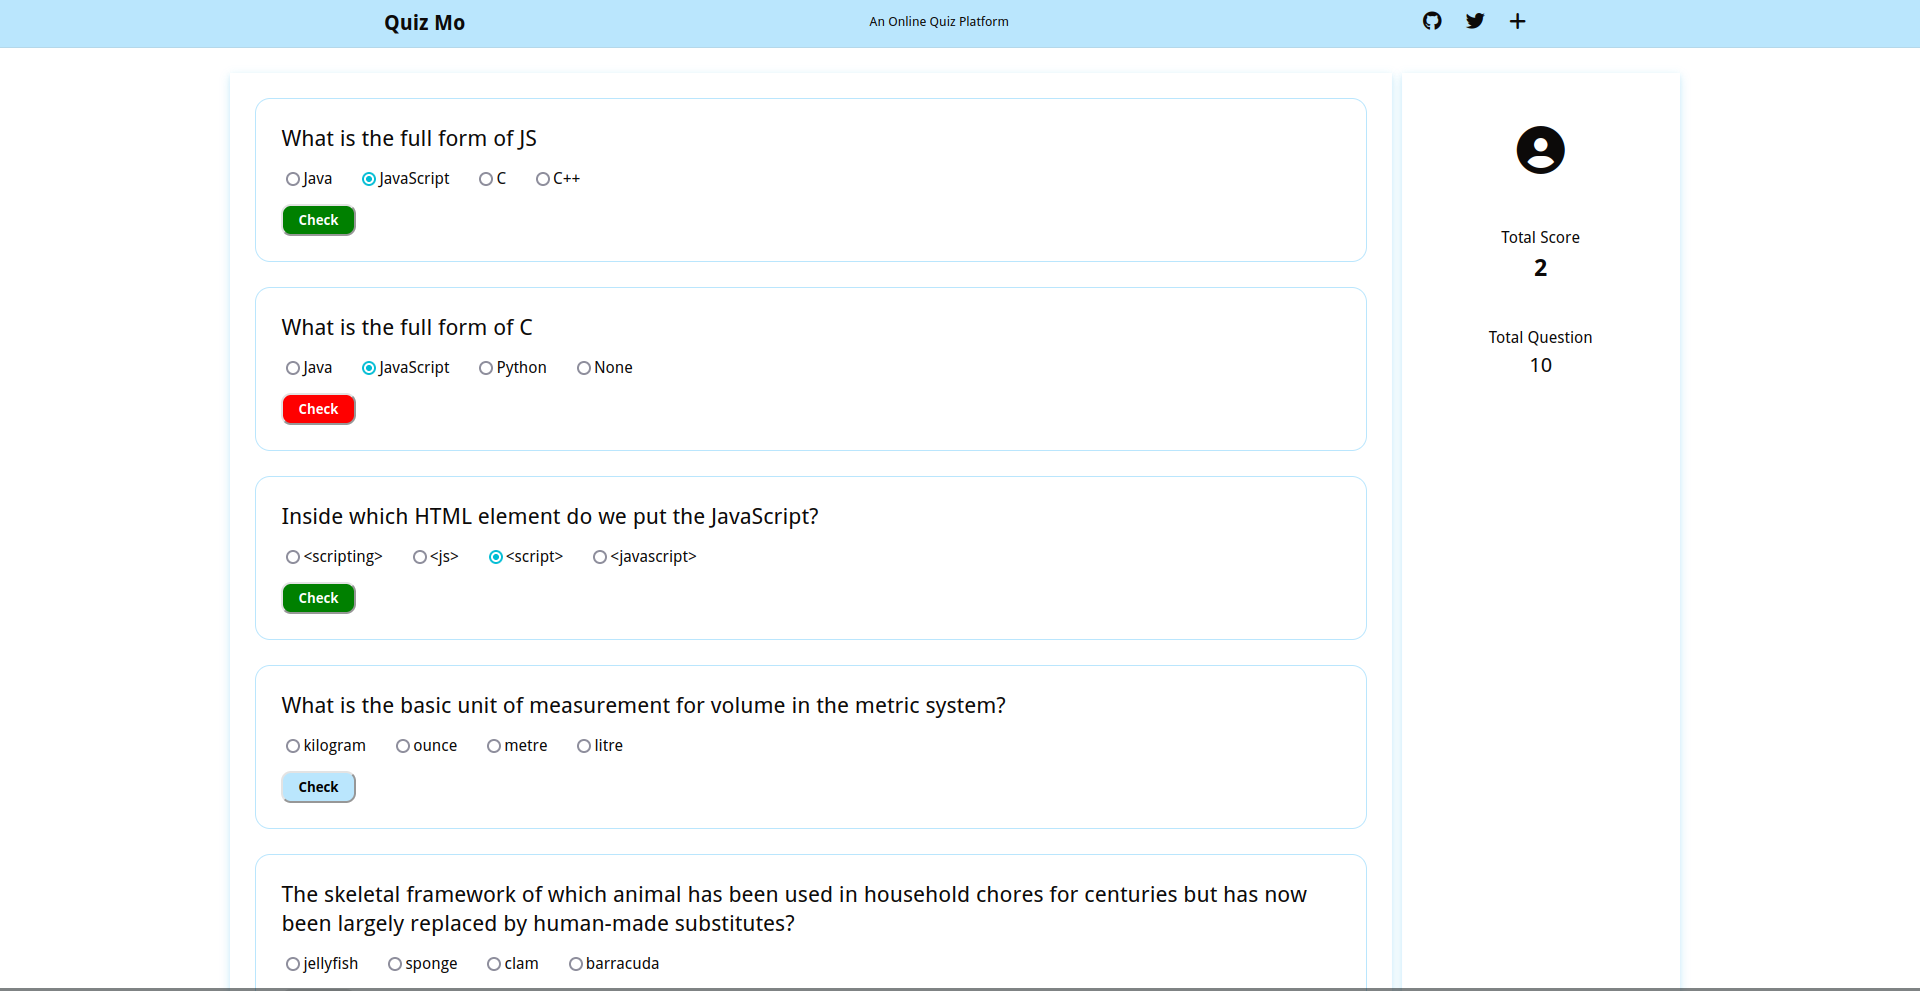 Quiz Mo
An Online Quiz Platform
What is the full form of JS
Java JavaScript C C++
Check
What is the full form of C
Java JavaScript Python None
Check
Inside which HTML element do we put the JavaScript?
<scripting> <js> <script> <javascript>
Check
What is the basic unit of measurement for volume in the metric system?
kilogram ounce metre litre
Check
The skeletal framework of which animal has been used in household chores for centuries but has now
been largely replaced by human-made substitutes?
jellyfish sponge clam barracuda
Total Score
2
Total Question
10